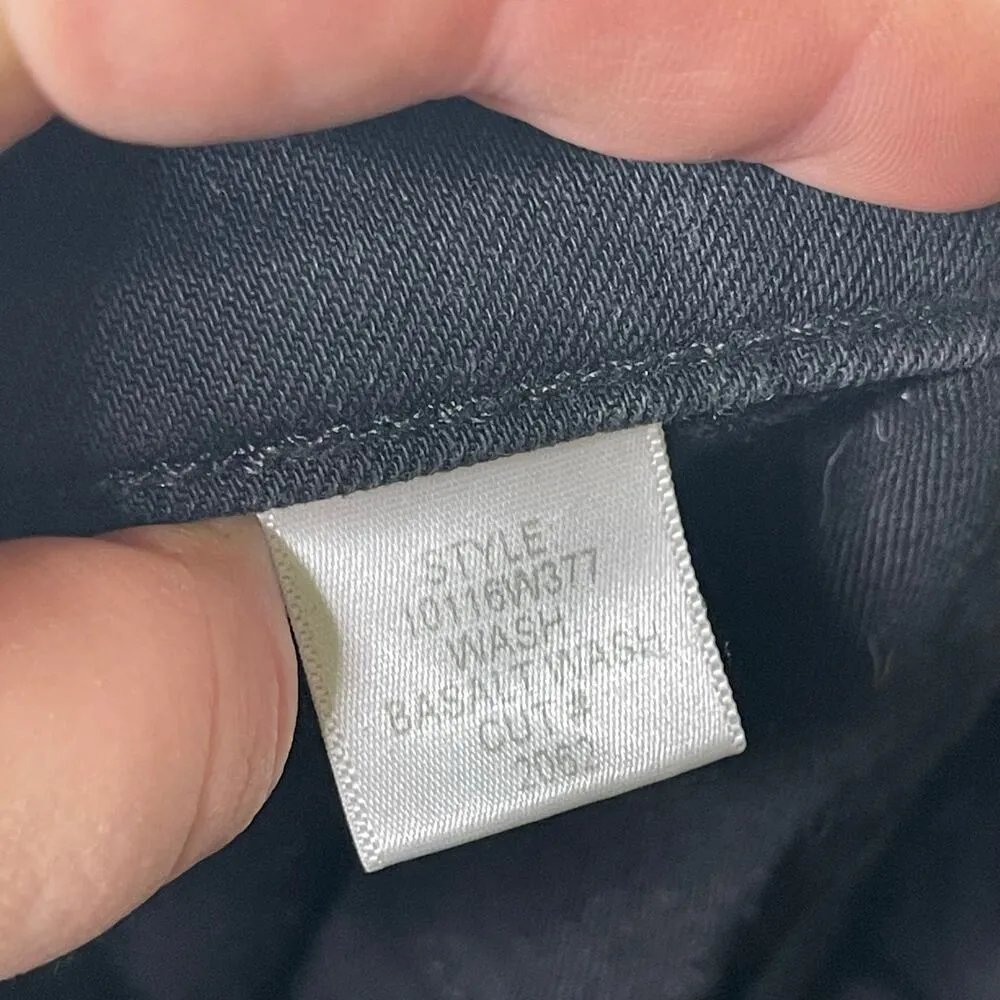 STYLE:
10116W377
WASH:
BASALT WASH
CUT #
2062